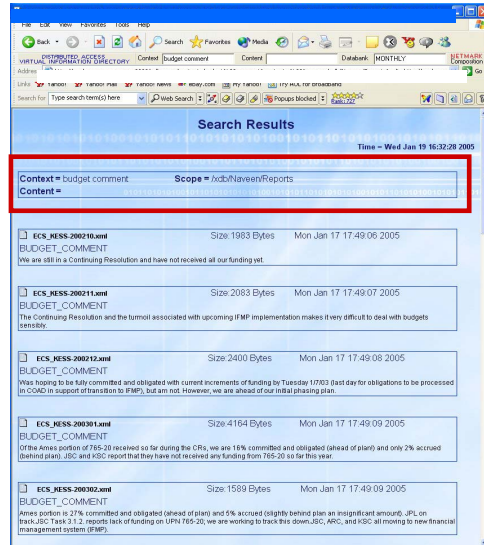 File Edit View Favorites Tools Help
Back Search Favorites Media
DISTRIBUTED ACCESS
VIRTUAL INFORMATION DIRECTORY Context budget comment Content Databank MONTHLY NETMARK
Composition
Addres Go
Links Yahoo! Yahoo! Mail Yahoo! News ebay.com My Yahoo! Try AOL for Broadband
Search for Type search term(s) here Web Search Popups blocked Rank: 727
Search Results
Time = Wed Jan 19 16:32:28 2005
Context = budget comment Scope = /xdb/Naveen/Reports
Content =
ECS_KESS-200210.xml Size:1983 Bytes Mon Jan 17 17:49:06 2005
BUDGET_COMMENT
We are still in a Continuing Resolution and have not received all our funding yet.
ECS_KESS-200211.xml Size:2083 Bytes Mon Jan 17 17:49:07 2005
BUDGET_COMMENT
The Continuing Resolution and the turmoil associated with upcoming IFMP implementation makes it very difficult to deal with budgets
sensibly.
ECS_KESS-200212.xml Size:2400 Bytes Mon Jan 17 17:49:08 2005
BUDGET_COMMENT
Was hoping to be fully committed and obligated with current increments of funding by Tuesday 1/7/03 (last day for obligations to be processed
in COAD in support of transition to IFMP), but am not. However, we are ahead of our initial phasing plan.
ECS_KESS-200301.xml Size:4164 Bytes Mon Jan 17 17:49:09 2005
BUDGET_COMMENT
Of the Ames portion of 765-20 received so far during the CRs, we are 16% committed and obligated (ahead of plan!) and only 2% accrued
(behind plan). JSC and KSC report that they have not received any funding from 765-20 so far this year.
ECS_KESS-200302.xml Size:1589 Bytes Mon Jan 17 17:49:09 2005
BUDGET_COMMENT
Ames portion is 27% committed and obligated (ahead of plan) and 5% accrued (slightly behind plan an insignificant amount). JPL on
track.JSC Task 3.1.2. reports lack of funding on UPN 765-20; we are working to track this down.JSC, ARC, and KSC all moving to new financial
management system (IFMP).